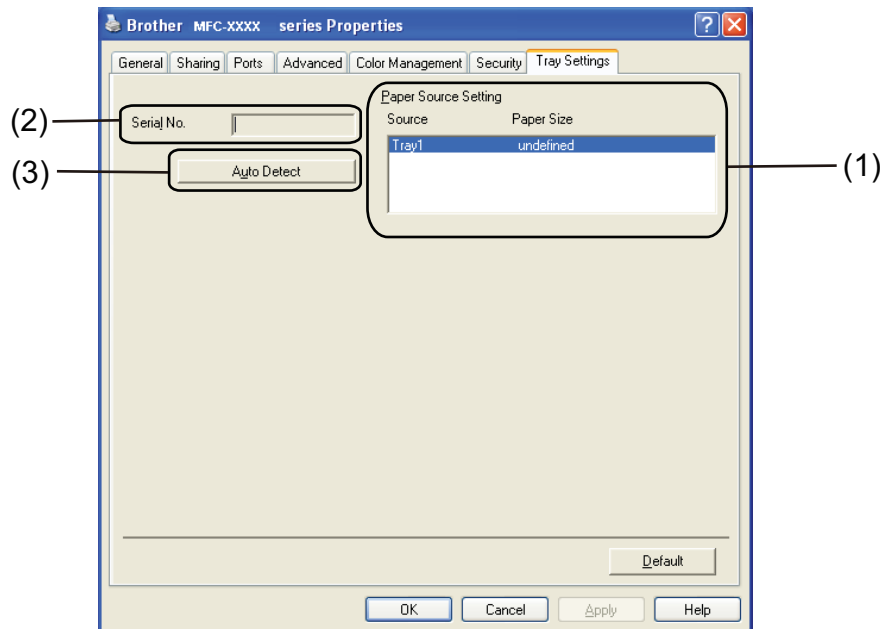 Brother MFC-XXXX series Properties
General Sharing Ports Advanced Color Management Security Tray Settings
(2)
Serial No.
(3)
Auto Detect
Paper Source Setting
Source Paper Size
Tray1 undefined
(1)
Default
OK Cancel Apply Help